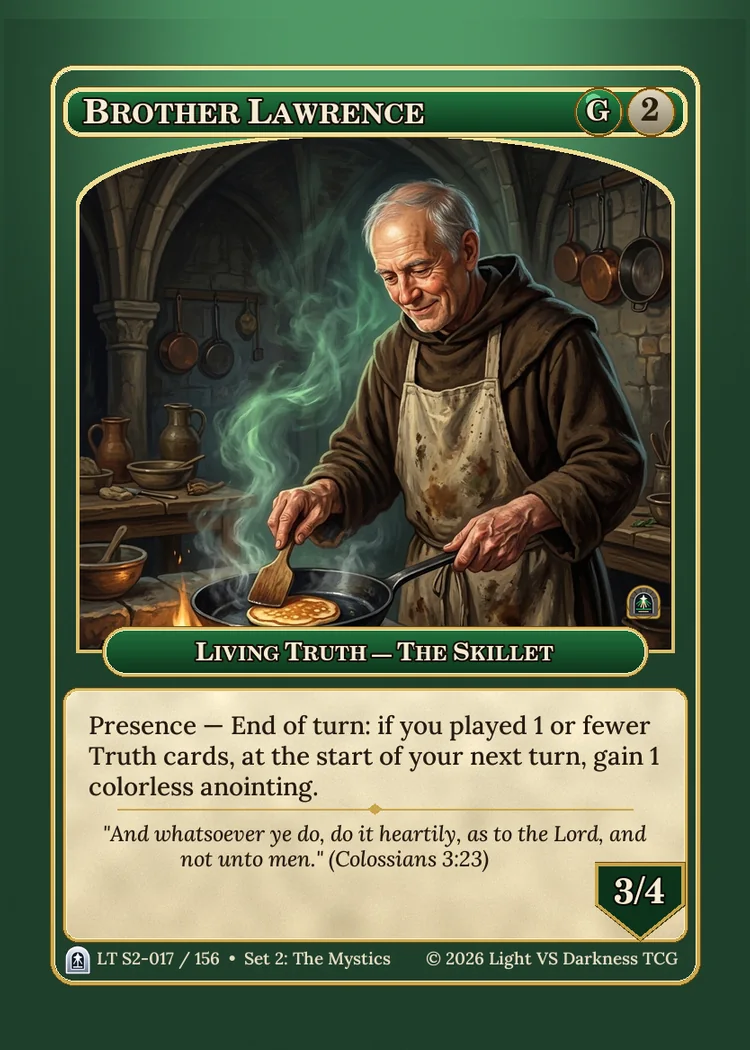 Brother Lawrence G 2
Living Truth — The Skillet
Presence — End of turn: if you played 1 or fewer
Truth cards, at the start of your next turn, gain 1
colorless anointing.
"And whatsoever ye do, do it heartily, as to the Lord, and
not unto men." (Colossians 3:23)
3/4
LT S2-017 / 156 • Set 2: The Mystics © 2026 Light VS Darkness TCG